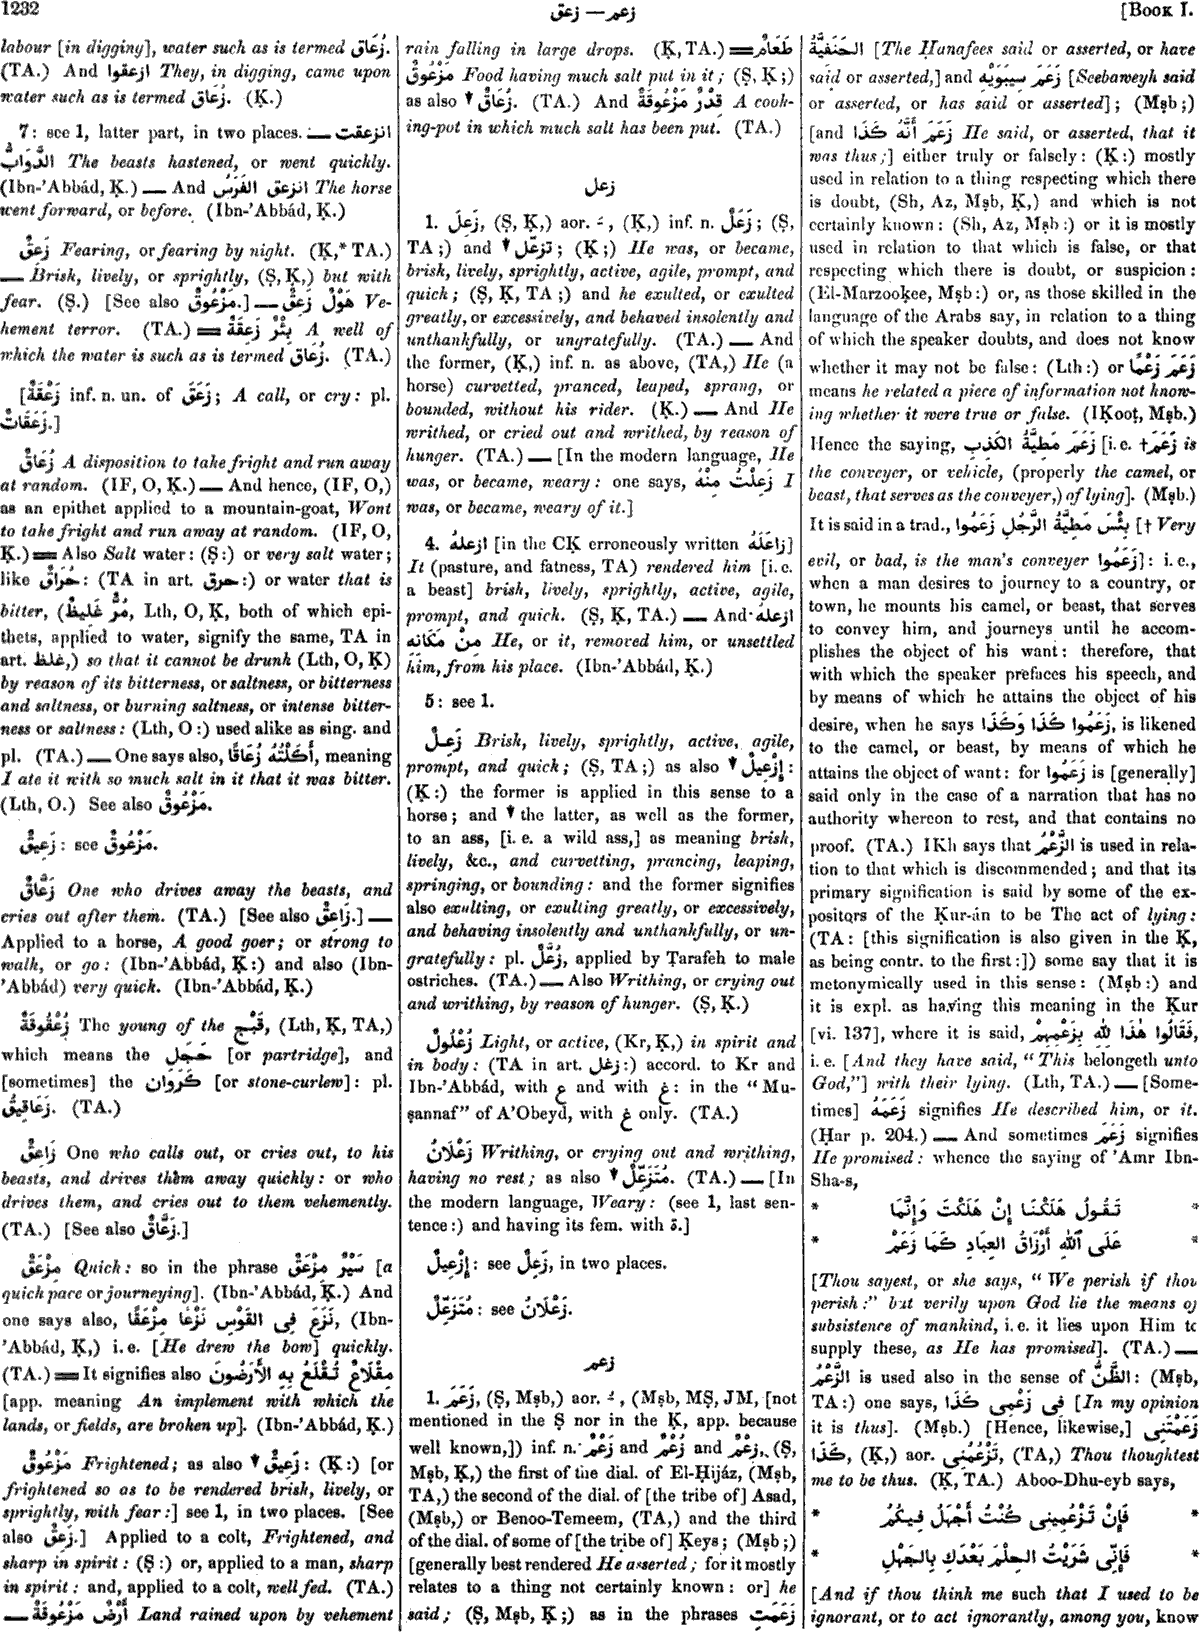 1232
زعمر — زعق
[BOOK I.
labour [in digging], water such as is termed زُعَاق.
(TA.) And ازعقوا They, in digging, came upon
water such as is termed زُعَاق. (Ḳ.)
7: see 1, latter part, in two places. — انزعقت
الدَّوَابُّ The beasts hastened, or went quickly.
(Ibn-'Abbád, Ḳ.) — And انزعق الفَرَسُ The horse
went forward, or before. (Ibn-'Abbád, Ḳ.)
زَعِقٌ Fearing, or fearing by night. (Ḳ,* TA.)
— Brisk, lively, or sprightly, (Ṣ, Ḳ,) but with
fear. (Ṣ.) [See also مَزْعُوقٌ.] — هَوْلٌ زَعِقٌ Ve-
hement terror. (TA.) = بِئْرٌ زَعِقَةٌ A well of
which the water is such as is termed زُعَاق. (TA.)
[زَعْقَةٌ inf. n. un. of زَعَقَ; A call, or cry: pl.
زَعَقَاتٌ.]
زُعَاقٌ A disposition to take fright and run away
at random. (IF, O, Ḳ.) — And hence, (IF, O,)
as an epithet applied to a mountain-goat, Wont
to take fright and run away at random. (IF, O,
Ḳ.) = Also Salt water: (Ṣ:) or very salt water;
like حُرَاقٌ: (TA in art. حرق:) or water that is
bitter, (مُرٌّ غَلِيظٌ, Lth, O, Ḳ, both of which epi-
thets, applied to water, signify the same, TA in
art. غلظ,) so that it cannot be drunk (Lth, O, Ḳ)
by reason of its bitterness, or saltness, or bitterness
and saltness, or burning saltness, or intense bitter-
ness or saltness: (Lth, O:) used alike as sing. and
pl. (TA.) — One says also, أَكَلْتُهُ زُعَاقًا, meaning
I ate it with so much salt in it that it was bitter.
(Lth, O.) See also مَزْعُوقٌ.
زَعِيقٌ: see مَزْعُوقٌ.
زَعَّاقٌ One who drives away the beasts, and
cries out after them. (TA.) [See also زَاعِقٌ.] —
Applied to a horse, A good goer; or strong to
walk, or go: (Ibn-'Abbád, Ḳ:) and also (Ibn-
'Abbád) very quick. (Ibn-'Abbád, Ḳ.)
زُعْقُوقَةٌ The young of the قَبْج, (Lth, Ḳ, TA,)
which means the حَجَل [or partridge], and
[sometimes] the كَرَوَان [or stone-curlew]: pl.
زَعَاقِيقُ. (TA.)
زَاعِقٌ One who calls out, or cries out, to his
beasts, and drives them away quickly: or who
drives them, and cries out to them vehemently.
(TA.) [See also زَعَّاقٌ.]
مِزْعَقٌ Quick: so in the phrase سَيْرٌ مِزْعَقٌ [a
quick pace or journeying]. (Ibn-'Abbád, Ḳ.) And
one says also, نَزَعَ فِى القَوْسِ نَزْعًا مِزْعَقًا, (Ibn-
'Abbád, Ḳ,) i. e. [He drew the bow] quickly.
(TA.) = It signifies also مِقْلَاعٌ تُقْلَعُ بِهِ الأَرَضُونَ
[app. meaning An implement with which the
lands, or fields, are broken up]. (Ibn-'Abbád, Ḳ.)
مَزْعُوقٌ Frightened; as also ▼ زَعِيقٌ: (Ḳ:) [or
frightened so as to be rendered brisk, lively, or
sprightly, with fear:] see 1, in two places. [See
also زَعِقٌ.] Applied to a colt, Frightened, and
sharp in spirit: (Ṣ:) or, applied to a man, sharp
in spirit: and, applied to a colt, well fed. (TA.)
— أَرْضٌ مَزْعُوقَةٌ Land rained upon by vehement
rain falling in large drops. (Ḳ, TA.) = طَعَامٌ
مَزْعُوقٌ Food having much salt put in it; (Ṣ, Ḳ;)
as also ▼ زُعَاقٌ. (TA.) And قِدْرٌ مَزْعُوقَةٌ A cook-
ing-pot in which much salt has been put. (TA.)
زعل
1. زَعِلَ, (Ṣ, Ḳ,) aor. ـَ, (Ḳ,) inf. n. زَعَلٌ; (Ṣ,
TA;) and ▼ تزعّل; (Ḳ;) He was, or became,
brisk, lively, sprightly, active, agile, prompt, and
quick; (Ṣ, Ḳ, TA;) and he exulted, or exulted
greatly, or excessively, and behaved insolently and
unthankfully, or ungratefully. (TA.) — And
the former, (Ḳ,) inf. n. as above, (TA,) He (a
horse) curvetted, pranced, leaped, sprang, or
bounded, without his rider. (Ḳ.) — And He
writhed, or cried out and writhed, by reason of
hunger. (TA.) — [In the modern language, He
was, or became, weary: one says, زَعِلْتُ مِنْهُ I
was, or became, weary of it.]
4. ازعلهُ [in the CḲ erroneously written زاعَلَهُ]
It (pasture, and fatness, TA) rendered him [i. e.
a beast] brisk, lively, sprightly, active, agile,
prompt, and quick. (Ṣ, Ḳ, TA.) — And ازعلهُ
مِنْ مَكَانِهِ He, or it, removed him, or unsettled
him, from his place. (Ibn-'Abbád, Ḳ.)
5: see 1.
زَعِلٌ Brisk, lively, sprightly, active, agile,
prompt, and quick; (Ṣ, TA;) as also ▼ إِزْعِيلٌ:
(Ḳ:) the former is applied in this sense to a
horse; and ▼ the latter, as well as the former,
to an ass, [i. e. a wild ass,] as meaning brisk,
lively, &c., and curvetting, prancing, leaping,
springing, or bounding: and the former signifies
also exulting, or exulting greatly, or excessively,
and behaving insolently and unthankfully, or un-
gratefully: pl. زُعَّلٌ, applied by Ṭarafeh to male
ostriches. (TA.) — Also Writhing, or crying out
and writhing, by reason of hunger. (Ṣ, Ḳ.)
زُعْلُولٌ Light, or active, (Kr, Ḳ,) in spirit and
in body: (TA in art. زغل:) accord. to Kr and
Ibn-'Abbád, with ع and with غ: in the "Mu-
ṣannaf" of A'Obeyd, with غ only. (TA.)
زَعْلَانُ Writhing, or crying out and writhing,
having no rest; as also ▼ مُتَزَعِّلٌ. (TA.) — [In
the modern language, Weary: (see 1, last sen-
tence:) and having its fem. with ة.]
إِزْعِيلٌ: see زَعِلٌ, in two places.
مُتَزَعِّلٌ: see زَعْلَانُ.
زعمر
1. زَعَمَ, (Ṣ, Mṣb,) aor. ـُ, (Mṣb, MṢ, JM, [not
mentioned in the Ṣ nor in the Ḳ, app. because
well known,]) inf. n. زَعْمٌ and زُعْمٌ and زِعْمٌ, (Ṣ,
Mṣb, Ḳ,) the first of the dial. of El-Ḥijáz, (Mṣb,
TA,) the second of the dial. of [the tribe of] Asad,
(Mṣb,) or Benoo-Temeem, (TA,) and the third
of the dial. of some of [the tribe of] Ḳeys; (Mṣb;)
[generally best rendered He asserted; for it mostly
relates to a thing not certainly known: or] he
said; (Ṣ, Mṣb, Ḳ;) as in the phrases زَعَمَتِ
الحَنَفِيَّةُ [The Ḥanafees said or asserted, or have
said or asserted,] and زَعَمَ سِيبَوَيْهِ [Seebaweyh said
or asserted, or has said or asserted]; (Mṣb;)
[and زَعَمَ أَنَّهُ كَذَا He said, or asserted, that it
was thus;] either truly or falsely: (Ḳ:) mostly
used in relation to a thing respecting which there
is doubt, (Sh, Az, Mṣb, Ḳ,) and which is not
certainly known: (Sh, Az, Mṣb:) or it is mostly
used in relation to that which is false, or that
respecting which there is doubt, or suspicion:
(El-Marzooḳee, Mṣb:) or, as those skilled in the
language of the Arabs say, in relation to a thing
of which the speaker doubts, and does not know
whether it may not be false: (Lth:) or زَعَمَ زَعْمًا
means he related a piece of information not know-
ing whether it were true or false. (IḲooṭ, Mṣb.)
Hence the saying, زَعَمَ مَطِيَّةُ الكَذِبِ [i. e. †زَعَمَ is
the conveyer, or vehicle, (properly the camel, or
beast, that serves as the conveyer,) of lying]. (Mṣb.)
It is said in a trad., بِئْسَ مَطِيَّةُ الرَّجُلِ زَعَمُوا [† Very
evil, or bad, is the man's conveyer زَعَمُوا]: i. e.,
when a man desires to journey to a country, or
town, he mounts his camel, or beast, that serves
to convey him, and journeys until he accom-
plishes the object of his want: therefore, that
with which the speaker prefaces his speech, and
by means of which he attains the object of his
desire, when he says زَعَمُوا كَذَا وَكَذَا, is likened
to the camel, or beast, by means of which he
attains the object of want: for زَعَمُوا is [generally]
said only in the case of a narration that has no
authority whereon to rest, and that contains no
proof. (TA.) IKh says that الزَّعْمُ is used in rela-
tion to that which is discommended; and that its
primary signification is said by some of the ex-
positors of the Ḳur-án to be The act of lying:
(TA: [this signification is also given in the Ḳ,
as being contr. to the first:]) some say that it is
metonymically used in this sense: (Mṣb:) and
it is expl. as having this meaning in the Ḳur
[vi. 137], where it is said, فَقَالُوا هٰذَا لِلّٰهِ بِزَعْمِهِمْ,
i. e. [And they have said, "This belongeth unto
God,"] with their lying. (Lth, TA.) — [Some-
times] زَعَمَهُ signifies He described him, or it.
(Ḥar p. 204.) — And sometimes زَعَمَ signifies
He promised: whence the saying of 'Amr Ibn-
Sha-s,
* تَقُولُ هَلَكْنَا إِنْ هَلَكْتَ وَإِنَّمَا *
* عَلَى ٱللّٰهِ أَرْزَاقُ العِبَادِ كَمَا زَعَمْ *
[Thou sayest, or she says, "We perish if thou
perish:" but verily upon God lie the means of
subsistence of mankind, i. e. it lies upon Him to
supply these, as He has promised]. (TA.) —
الزَّعْمُ is used also in the sense of الظَّنُّ: (Mṣb,
TA:) one says, فِى زَعْمِى كَذَا [In my opinion
it is thus]. (Mṣb.) [Hence, likewise,] زَعَمْتَنِى
كَذَا, (Ḳ,) aor. تَزْعُمُنِى, (TA,) Thou thoughtest
me to be thus. (Ḳ, TA.) Aboo-Dhu-eyb says,
* فَإِنْ تَزْعُمِينِى كُنْتُ أَجْهَلُ فِيكُمُ *
* فَإِنِّى شَرَيْتُ الحِلْمَ بَعْدَكِ بِالجَهْلِ *
[And if thou think me such that I used to be
ignorant, or to act ignorantly, among you, know